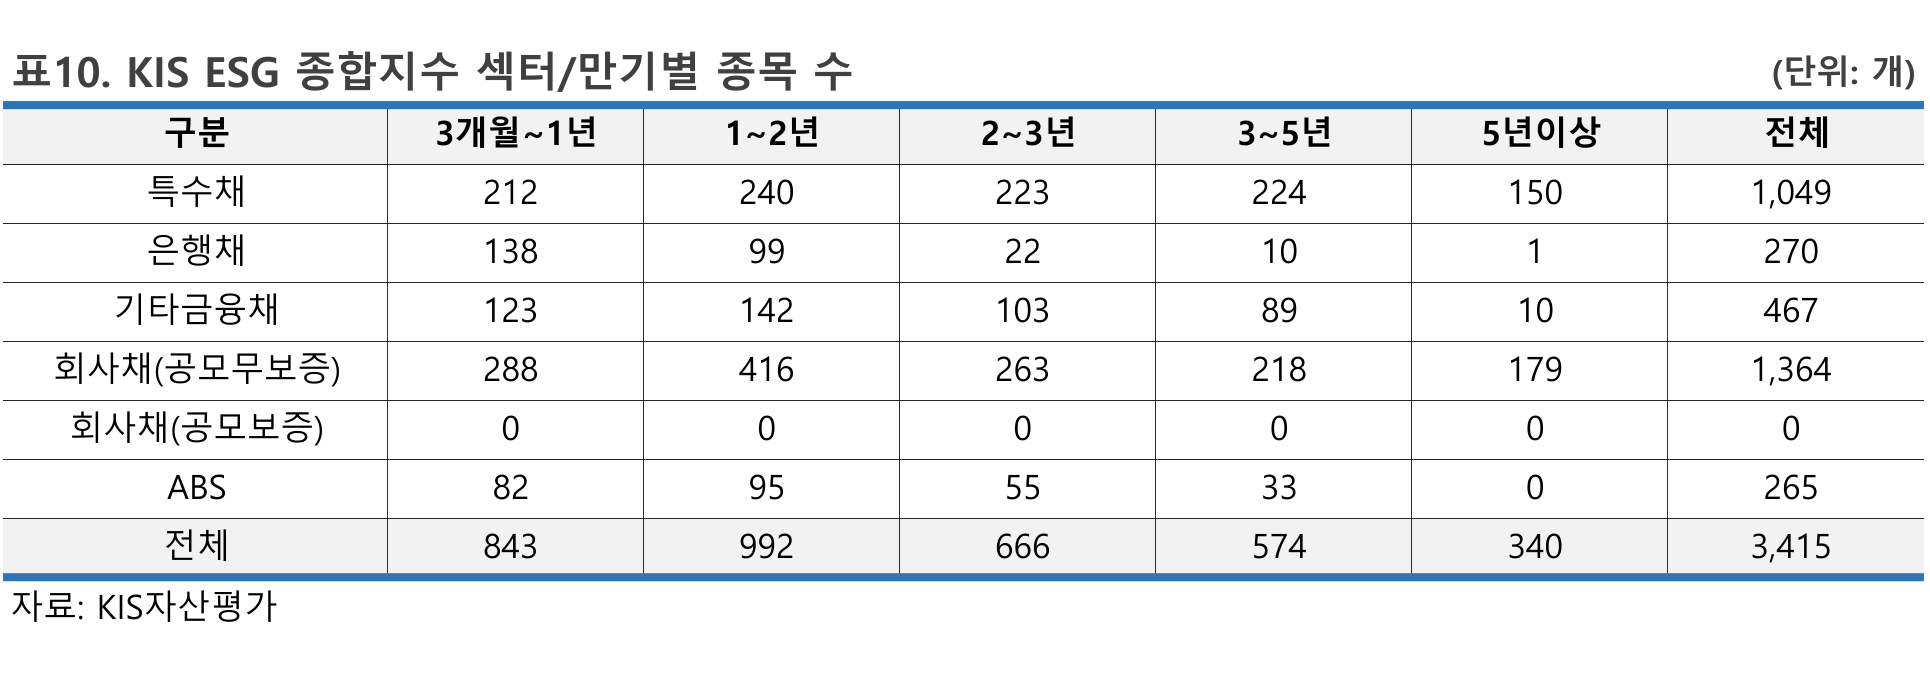 표10. KIS ESG 종합지수 섹터/만기별 종목 수 (단위: 개)
구분 3개월~1년 1~2년 2~3년 3~5년 5년이상 전체
특수채 212 240 223 224 150 1,049
은행채 138 99 22 10 1 270
기타금융채 123 142 103 89 10 467
회사채(공모무보증) 288 416 263 218 179 1,364
회사채(공모보증) 0 0 0 0 0 0
ABS 82 95 55 33 0 265
전체 843 992 666 574 340 3,415
자료: KIS자산평가